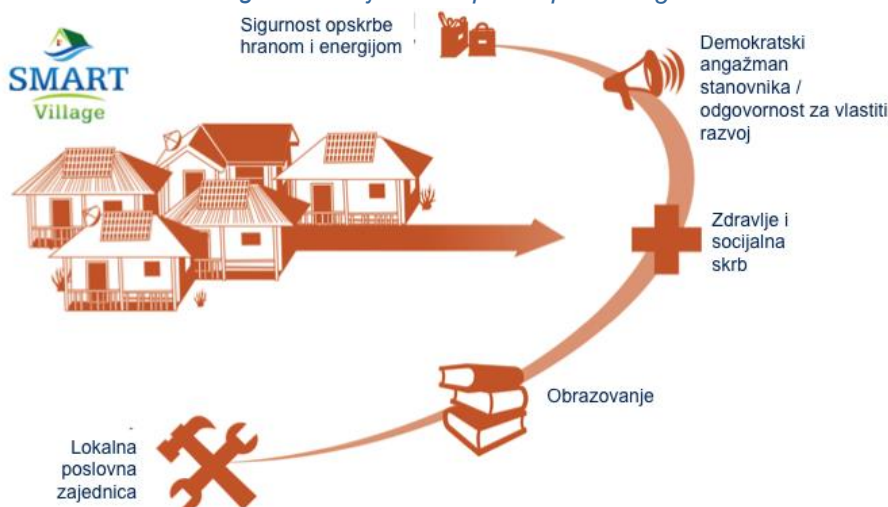 Sigurnost opskrbe
hranom i energijom
SMART
Village
Demokratski
angažman
stanovnika /
odgovornost za vlastiti
razvoj
Zdravlje i
socijalna
skrb
Obrazovanje
Lokalna
poslovna
zajednica